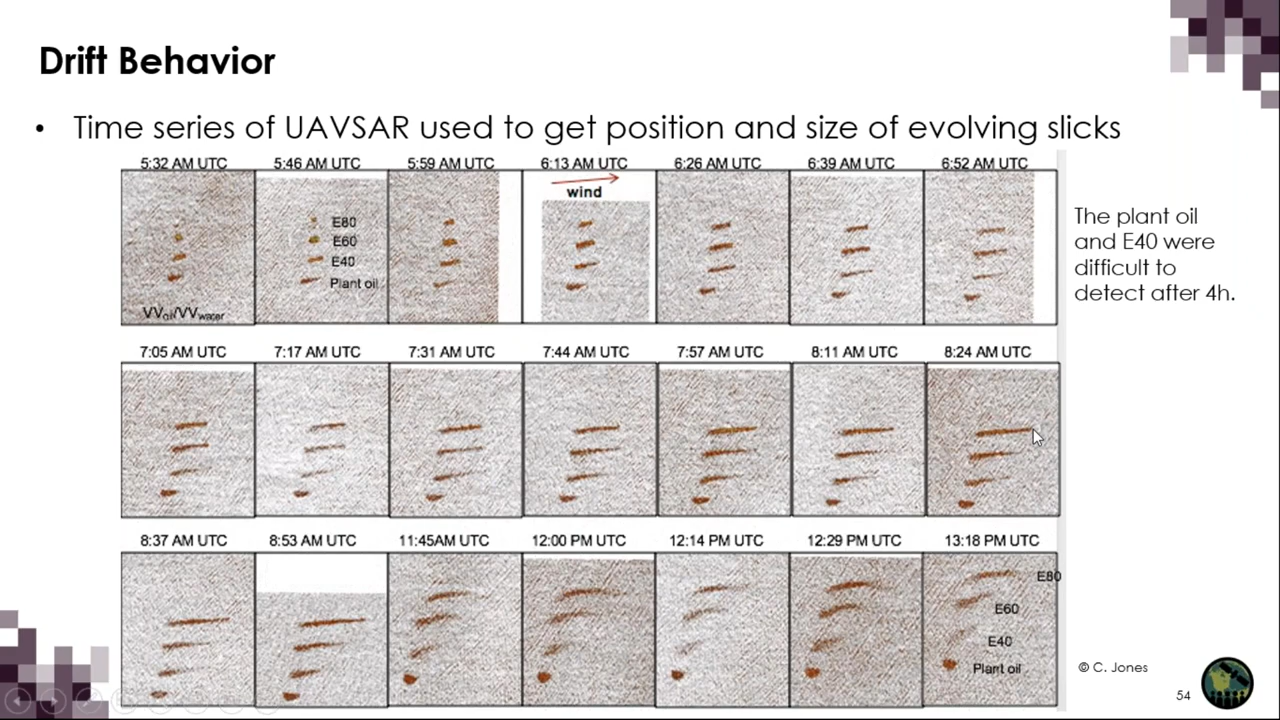 Drift Behavior
• Time series of UAVSAR used to get position and size of evolving slicks
5:32 AM UTC 5:46 AM UTC 5:59 AM UTC 6:13 AM UTC 6:26 AM UTC 6:39 AM UTC 6:52 AM UTC
wind
E80
E60
E40
Plant oil
VVoil/VVwater
The plant oil
and E40 were
difficult to
detect after 4h.
7:05 AM UTC 7:17 AM UTC 7:31 AM UTC 7:44 AM UTC 7:57 AM UTC 8:11 AM UTC 8:24 AM UTC
8:37 AM UTC 8:53 AM UTC 11:45AM UTC 12:00 PM UTC 12:14 PM UTC 12:29 PM UTC 13:18 PM UTC
E80
E60
E40
Plant oil
© C. Jones
54